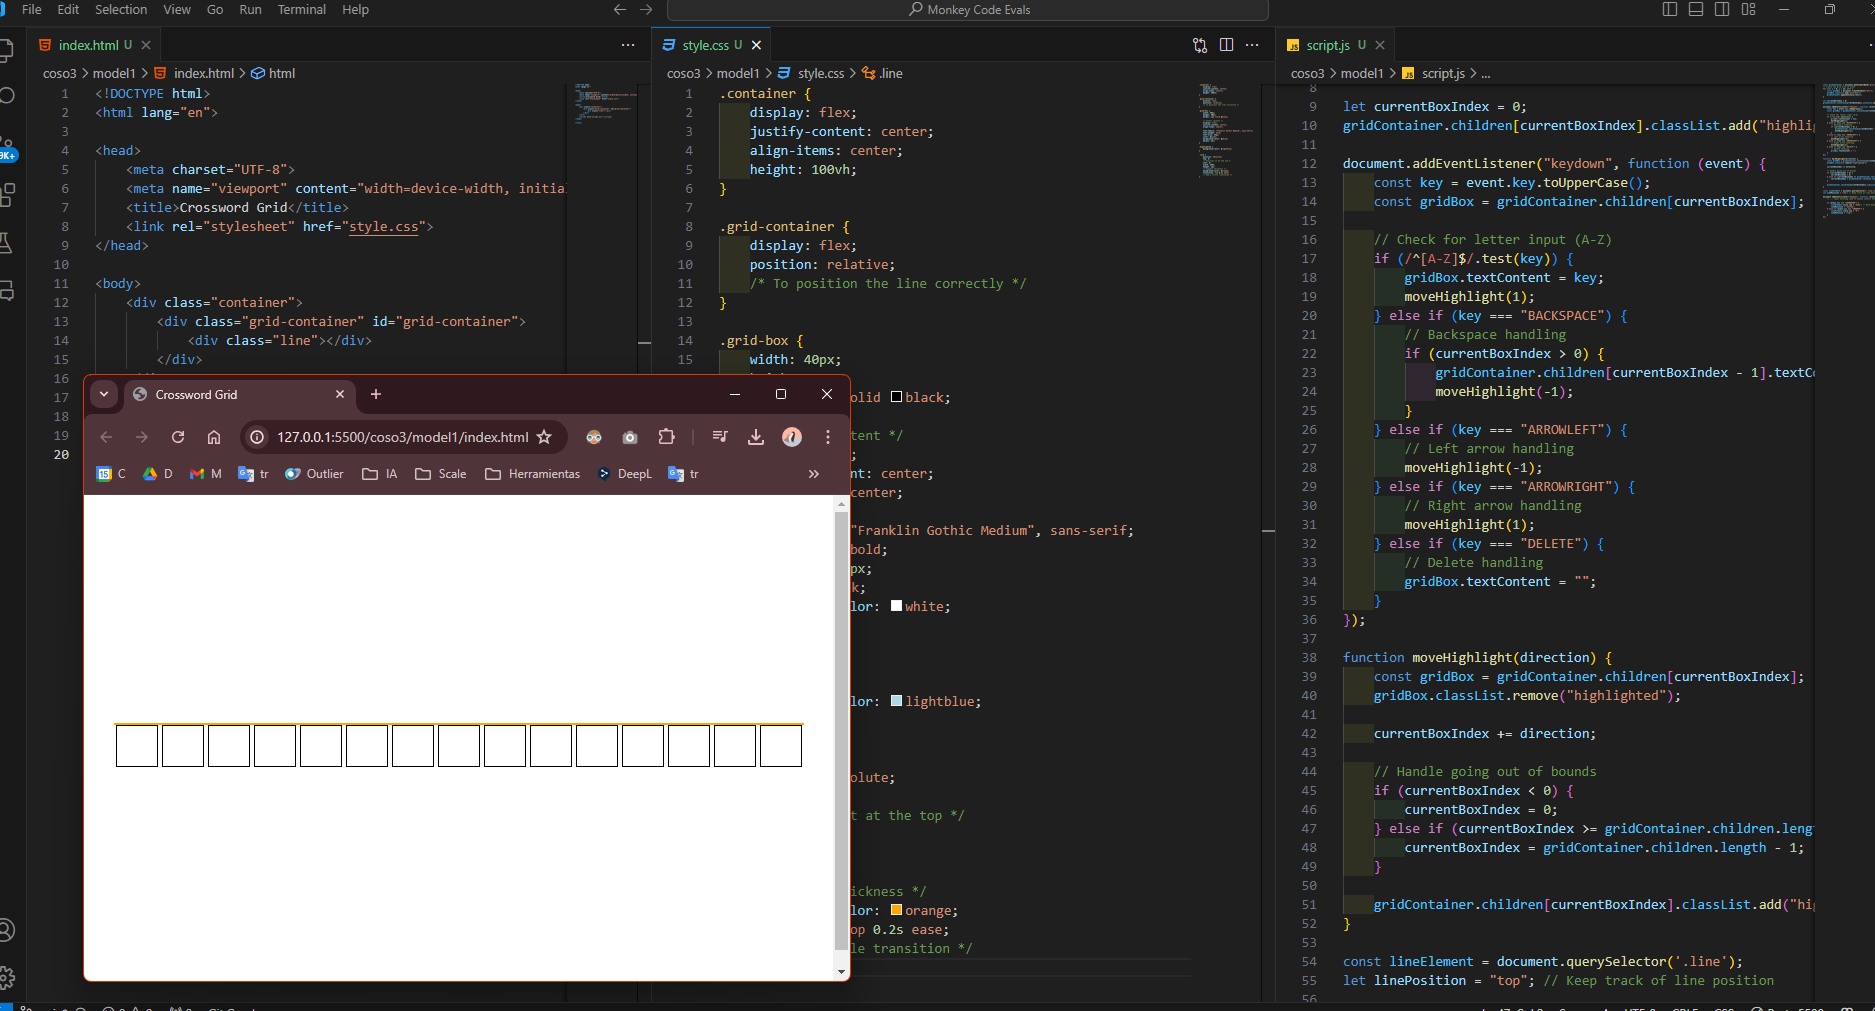 File Edit Selection View Go Run Terminal Help
Monkey Code Evals
index.html U
style.css U
script.js U
coso3 > model1 > index.html > html
coso3 > model1 > style.css > .line
coso3 > model1 > script.js > ...
9K+
1 <!DOCTYPE html>
2 <html lang="en">
3
4 <head>
5 <meta charset="UTF-8">
6 <meta name="viewport" content="width=device-width, initia
7 <title>Crossword Grid</title>
8 <link rel="stylesheet" href="style.css">
9 </head>
10
11 <body>
12 <div class="container">
13 <div class="grid-container" id="grid-container">
14 <div class="line"></div>
15 </div>
16
17
18
19
20
1 .container {
2 display: flex;
3 justify-content: center;
4 align-items: center;
5 height: 100vh;
6 }
7
8 .grid-container {
9 display: flex;
10 position: relative;
11 /* To position the line correctly */
12 }
13
14 .grid-box {
15 width: 40px;
olid black;
tent */
;
nt: center;
center;
"Franklin Gothic Medium", sans-serif;
bold;
px;
k;
lor: white;
lor: lightblue;
olute;
t at the top */
ickness */
lor: orange;
op 0.2s ease;
le transition */
Crossword Grid
127.0.0.1:5500/coso3/model1/index.html
15 C
D
M
tr
Outlier
IA
Scale
Herramientas
DeepL
tr
8
9 let currentBoxIndex = 0;
10 gridContainer.children[currentBoxIndex].classList.add("highlig
11
12 document.addEventListener("keydown", function (event) {
13 const key = event.key.toUpperCase();
14 const gridBox = gridContainer.children[currentBoxIndex];
15
16 // Check for letter input (A-Z)
17 if (/^[A-Z]$/.test(key)) {
18 gridBox.textContent = key;
19 moveHighlight(1);
20 } else if (key === "BACKSPACE") {
21 // Backspace handling
22 if (currentBoxIndex > 0) {
23 gridContainer.children[currentBoxIndex - 1].textCo
24 moveHighlight(-1);
25 }
26 } else if (key === "ARROWLEFT") {
27 // Left arrow handling
28 moveHighlight(-1);
29 } else if (key === "ARROWRIGHT") {
30 // Right arrow handling
31 moveHighlight(1);
32 } else if (key === "DELETE") {
33 // Delete handling
34 gridBox.textContent = "";
35 }
36 });
37
38 function moveHighlight(direction) {
39 const gridBox = gridContainer.children[currentBoxIndex];
40 gridBox.classList.remove("highlighted");
41
42 currentBoxIndex += direction;
43
44 // Handle going out of bounds
45 if (currentBoxIndex < 0) {
46 currentBoxIndex = 0;
47 } else if (currentBoxIndex >= gridContainer.children.lengt
48 currentBoxIndex = gridContainer.children.length - 1;
49 }
50
51 gridContainer.children[currentBoxIndex].classList.add("hig
52 }
53
54 const lineElement = document.querySelector('.line');
55 let linePosition = "top"; // Keep track of line position
56